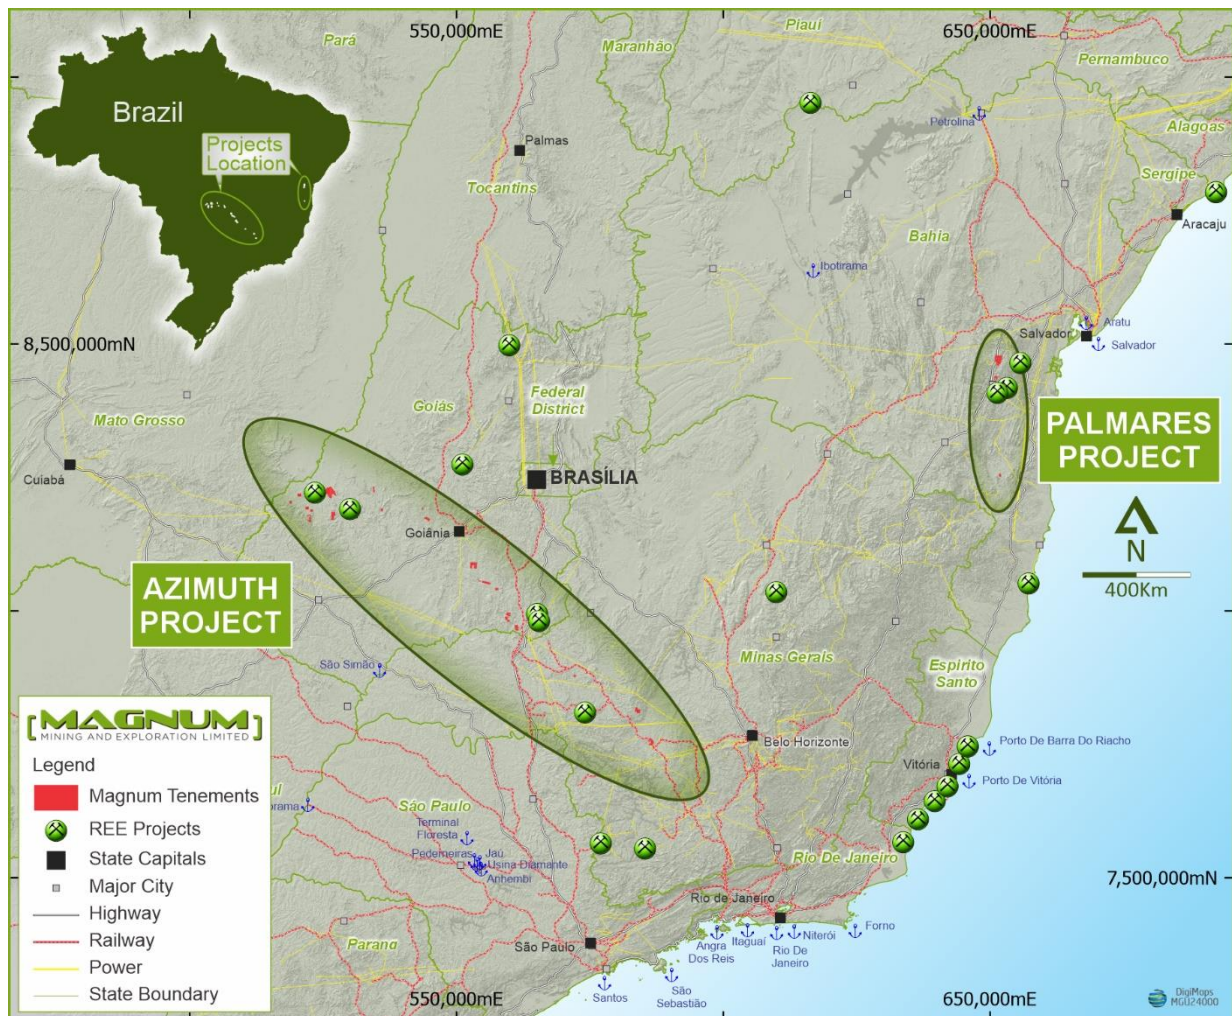 550,000mE
650,000mE
Piauí
Pará
Maranhão
Pernambuco
Brazil
Projects
Location
Petrolina
Alagoas
Palmas
Tocantins
Sergipe
Aracaju
Bahia
Ibotirama
Aratu
Salvador
Salvador
8,500,000mN
Federal
District
Goiás
Mato Grosso
PALMARES
PROJECT
Cuiabá
BRASÍLIA
N
400Km
Goiânia
AZIMUTH
PROJECT
Minas Gerais
Espirito
Santo
São Simão
MAGNUM
MINING AND EXPLORATION LIMITED
Belo Horizonte
Porto De Barra Do Riacho
Vitória
Porto De Vitória
Legend
Magnum Tenements
REE Projects
State Capitals
Major City
Highway
Railway
Power
State Boundary
ul
orama
São Paulo
Terminal
Floresta
Pederneiras
Jaú
Usina Diamante
Anhembi
Rio De Janeiro
7,500,000mN
Rio de Janeiro
Parana
São Paulo
Angra
Dos Reis
Itaguaí
Rio De
Janeiro
Niterói
Forno
Santos
São
Sebastião
550,000mE
650,000mE
DigiMaps
MGU24000